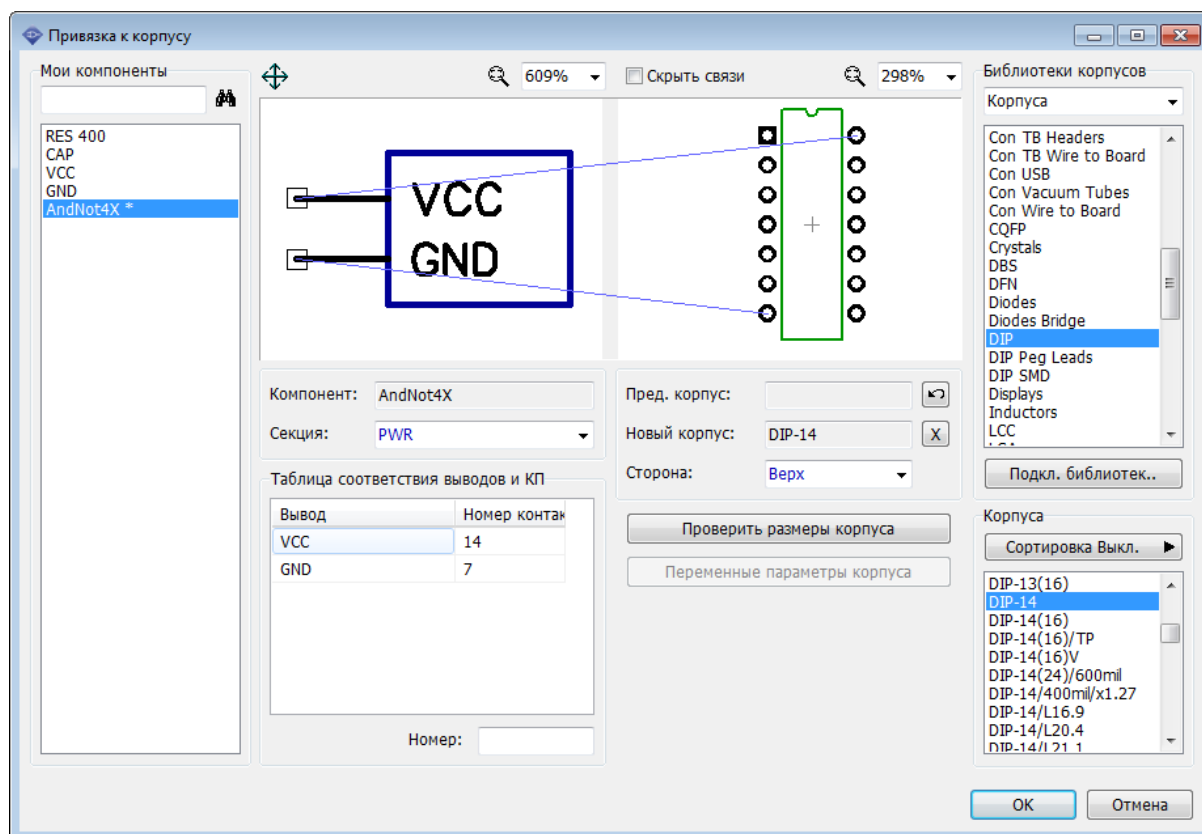 Привязка к корпусу
Мои компоненты
RES 400
CAP
VCC
GND
AndNot4X *
609%
Скрыть связи
298%
VCC
GND
Компонент: AndNot4X
Секция: PWR
Таблица соответствия выводов и КП
Вывод Номер контак
VCC 14
GND 7
Номер:
Пред. корпус:
Новый корпус: DIP-14 X
Сторона: Верх
Проверить размеры корпуса
Переменные параметры корпуса
Библиотеки корпусов
Корпуса
Con TB Headers
Con TB Wire to Board
Con USB
Con Vacuum Tubes
Con Wire to Board
CQFP
Crystals
DBS
DFN
Diodes
Diodes Bridge
DIP
DIP Peg Leads
DIP SMD
Displays
Inductors
LCC
Подкл. библиотек..
Корпуса
Сортировка Выкл.
DIP-13(16)
DIP-14
DIP-14(16)
DIP-14(16)/TP
DIP-14(16)V
DIP-14(24)/600mil
DIP-14/400mil/x1.27
DIP-14/L16.9
DIP-14/L20.4
DIP-14/L21.1
OK Отмена